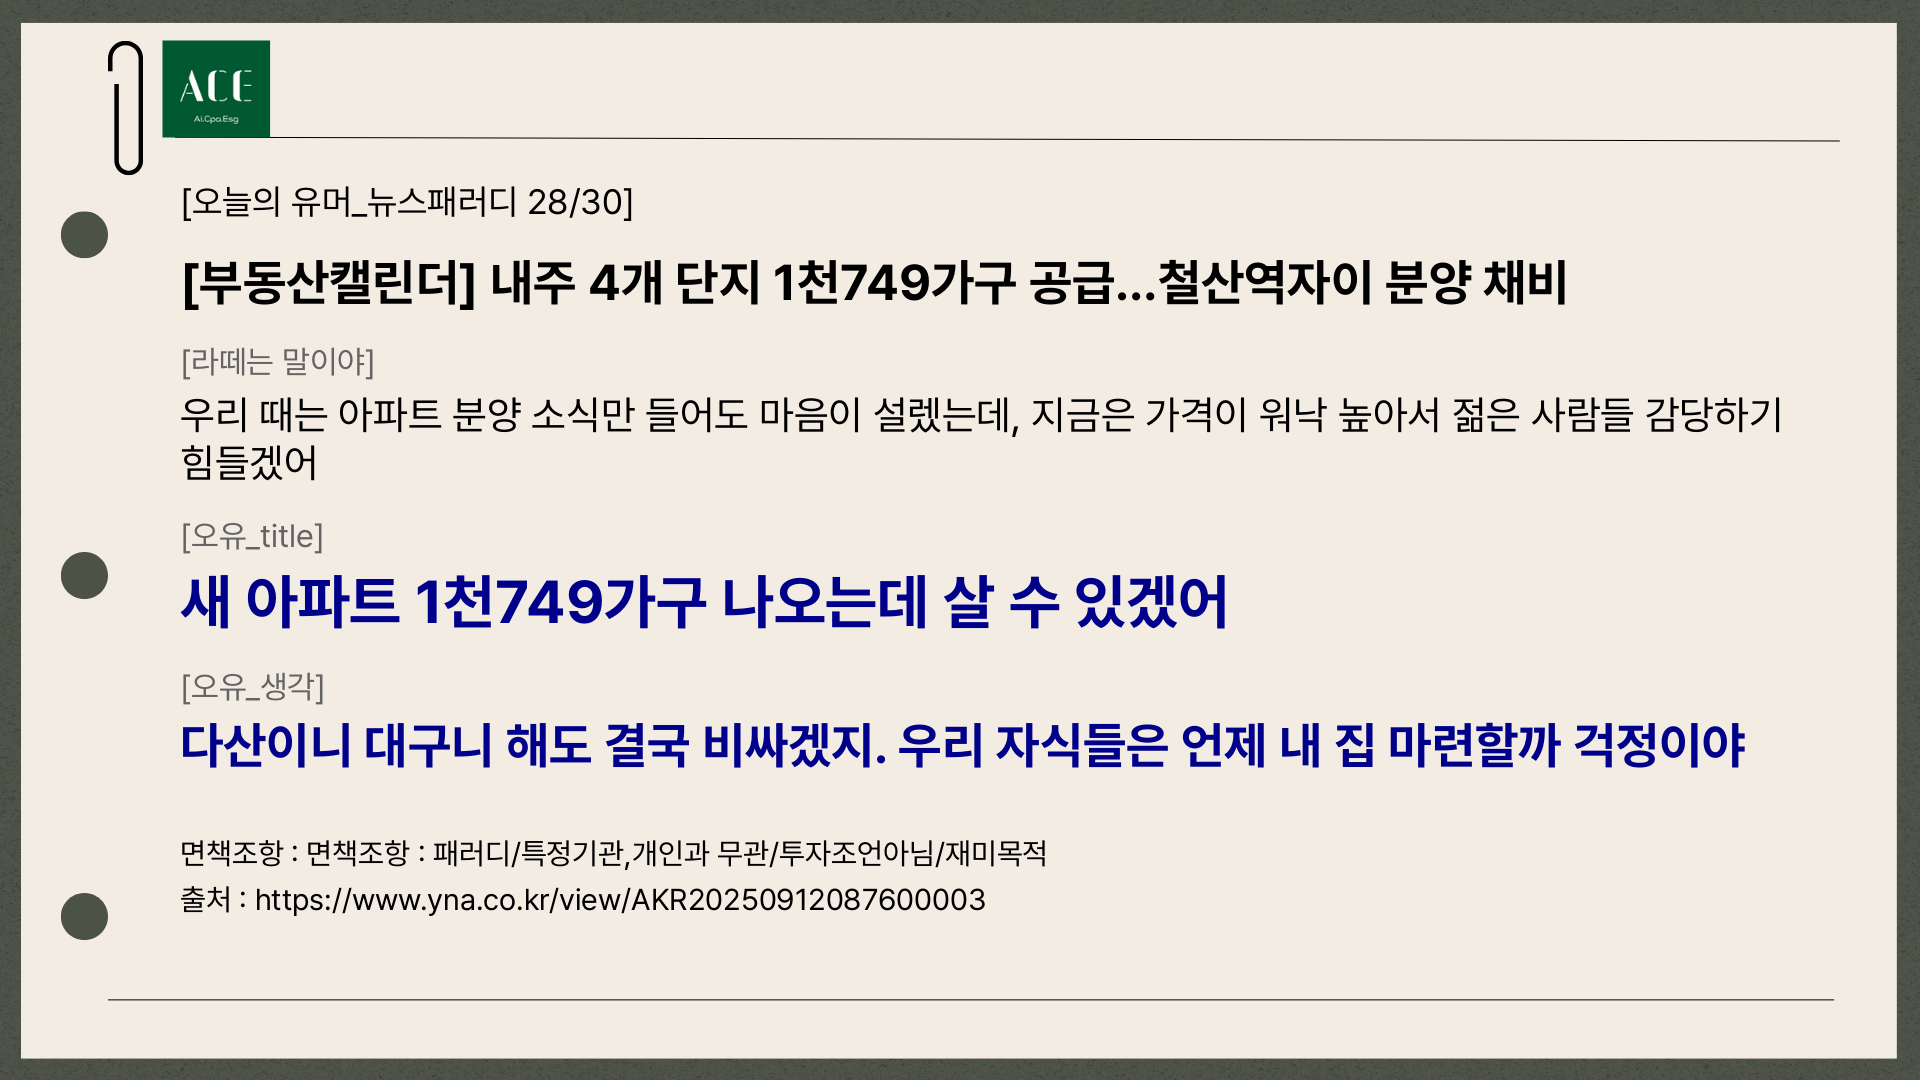 ACE
Ai.Cpa.Esg
[오늘의 유머_뉴스패러디 28/30]
[부동산캘린더] 내주 4개 단지 1천749가구 공급...철산역자이 분양 채비
[라떼는 말이야]
우리 때는 아파트 분양 소식만 들어도 마음이 설렜는데, 지금은 가격이 워낙 높아서 젊은 사람들 감당하기
힘들겠어
[오유_title]
새 아파트 1천749가구 나오는데 살 수 있겠어
[오유_생각]
다산이니 대구니 해도 결국 비싸겠지. 우리 자식들은 언제 내 집 마련할까 걱정이야
면책조항 : 면책조항 : 패러디/특정기관,개인과 무관/투자조언아님/재미목적
출처 : https://www.yna.co.kr/view/AKR20250912087600003